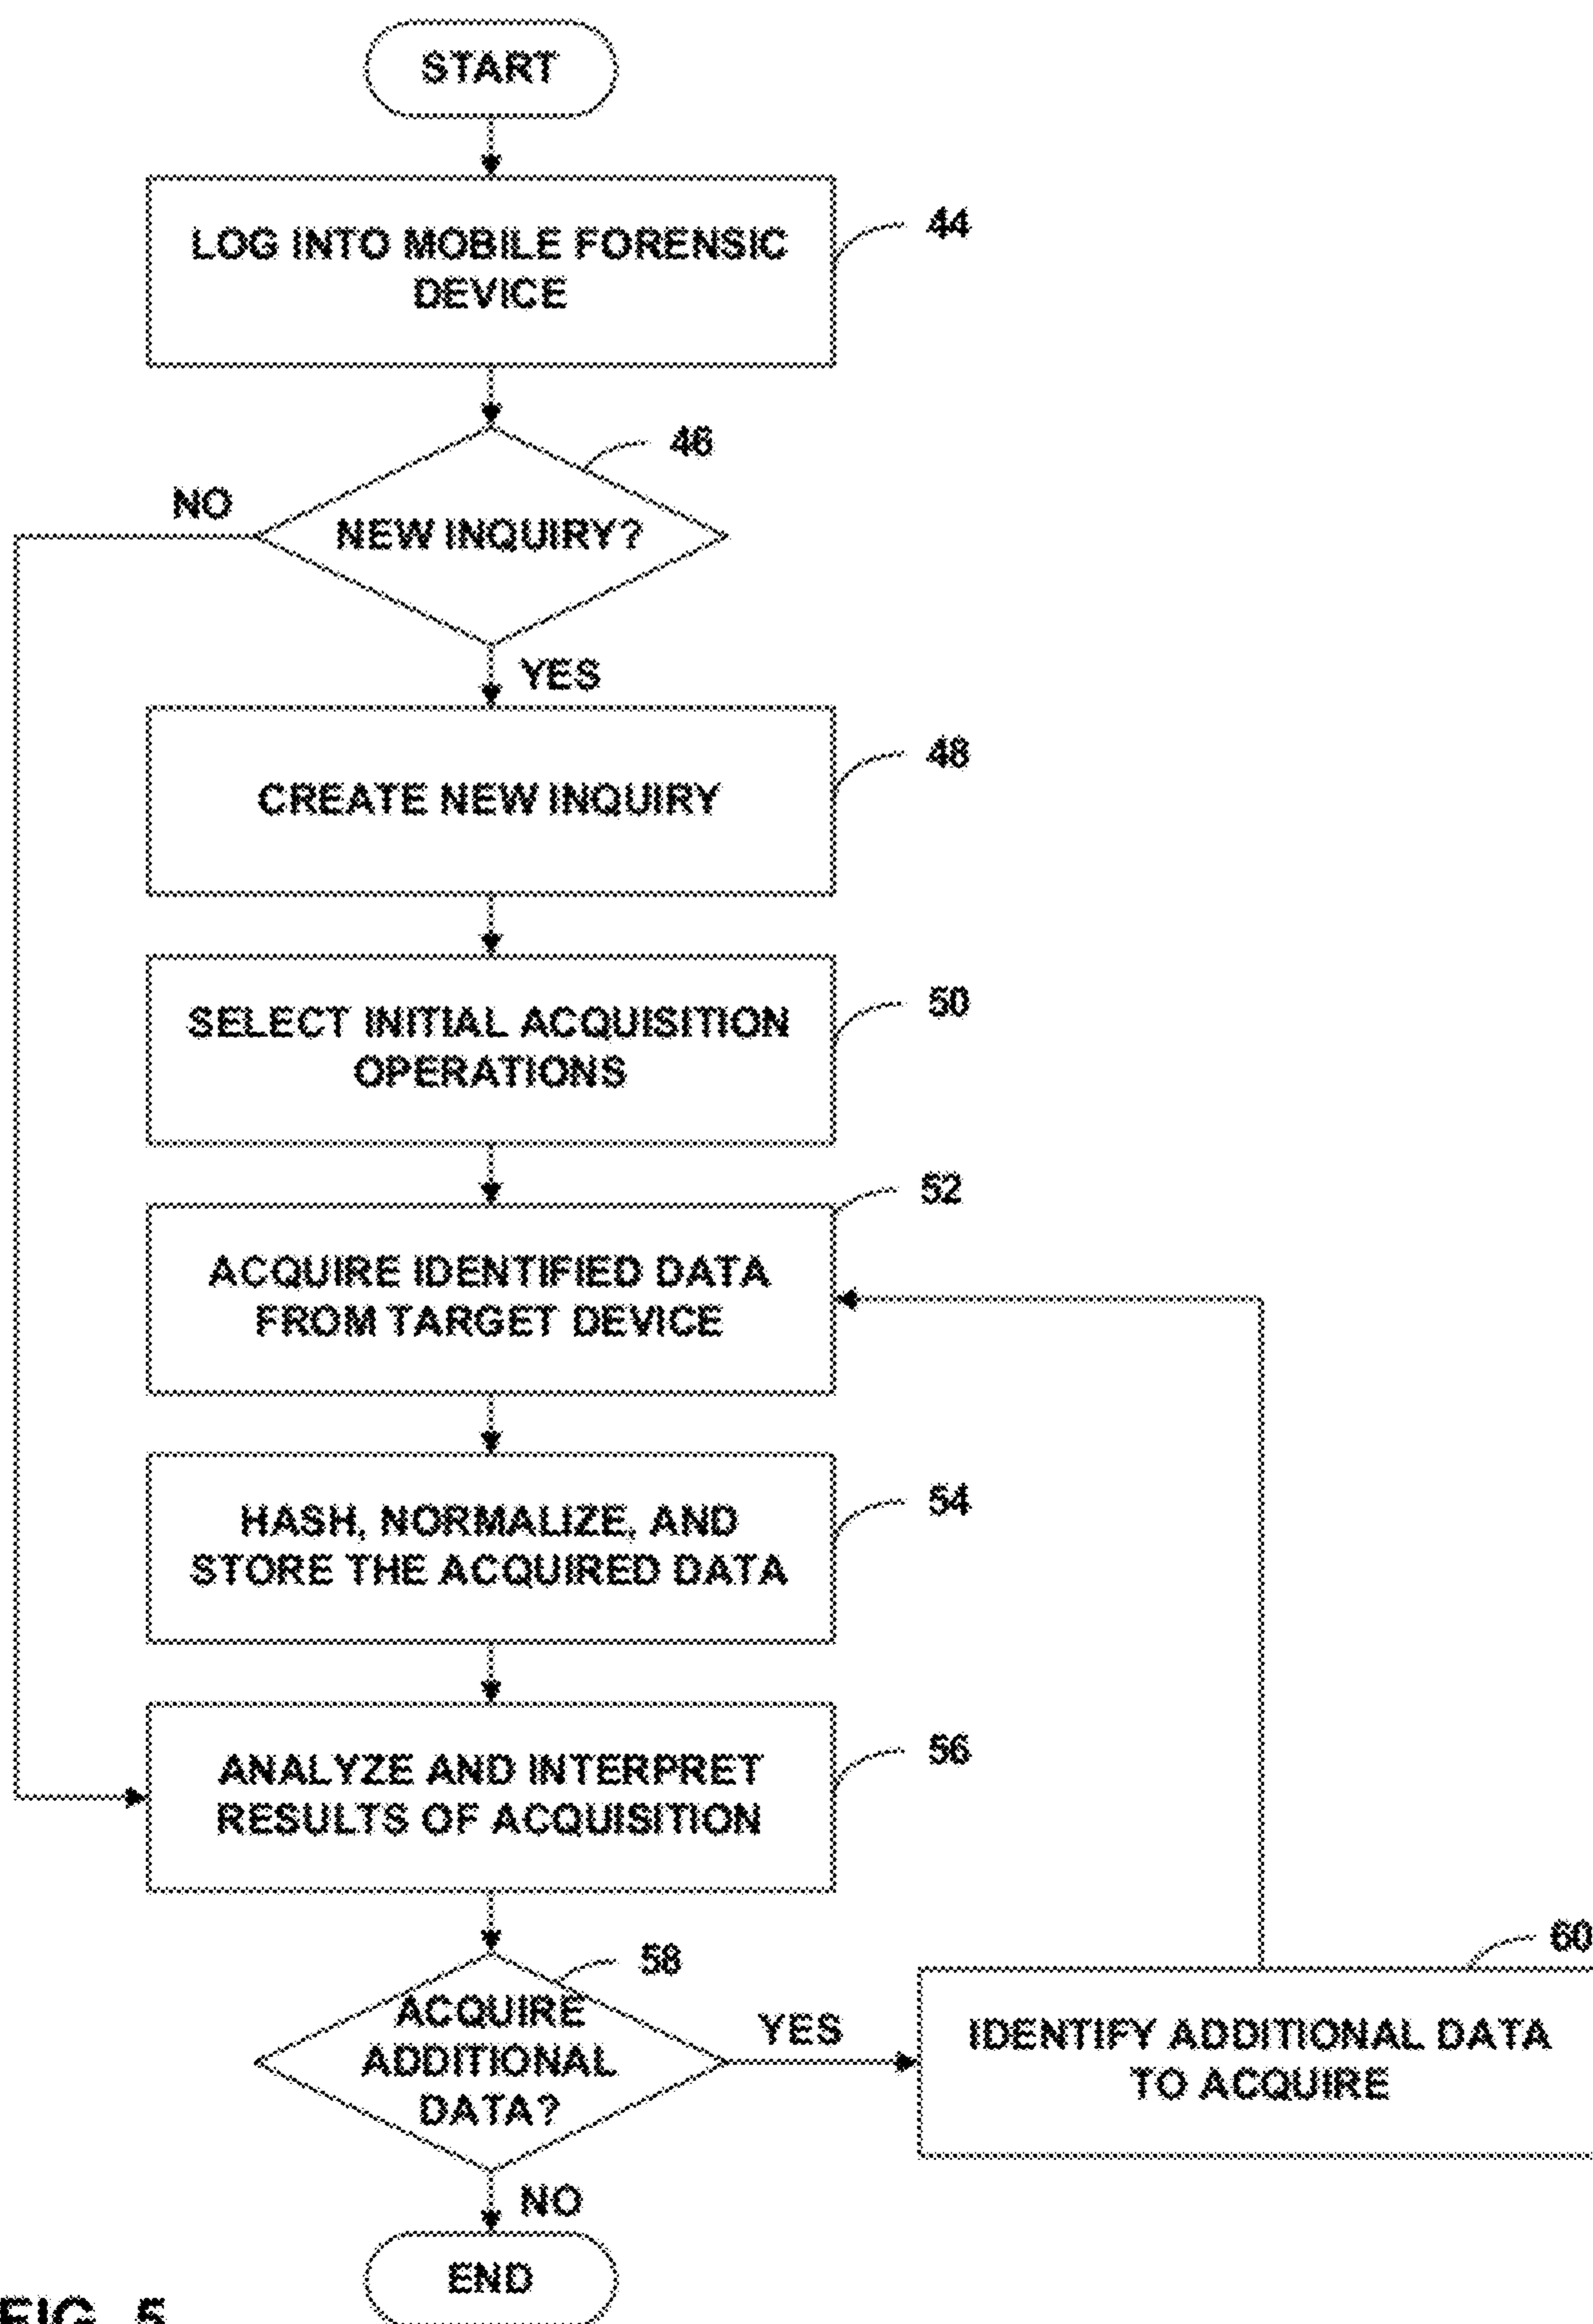 START
LOG INTO MOBILE FORENSIC
DEVICE
44
46
NO
NEW INQUIRY?
YES
CREATE NEW INQUIRY
48
SELECT INITIAL ACQUISITION
OPERATIONS
50
52
ACQUIRE IDENTIFIED DATA
FROM TARGET DEVICE
HASH, NORMALIZE, AND
STORE THE ACQUIRED DATA
54
ANALYZE AND INTERPRET
RESULTS OF ACQUISITION
56
58
ACQUIRE
ADDITIONAL
DATA?
YES
60
IDENTIFY ADDITIONAL DATA
TO ACQUIRE
NO
END
FIG. 5